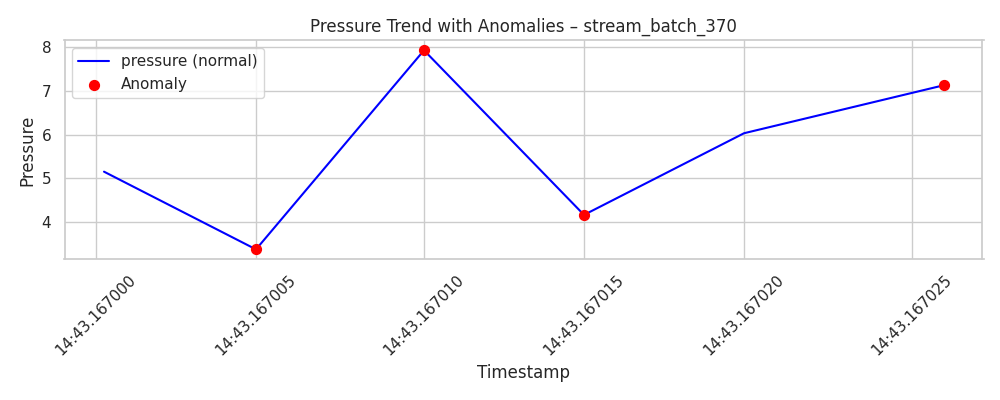 Pressure Trend with Anomalies – stream_batch_370
pressure (normal)
Anomaly
Pressure
8
7
6
5
4
14:43.167000
14:43.167005
14:43.167010
14:43.167015
14:43.167020
14:43.167025
Timestamp